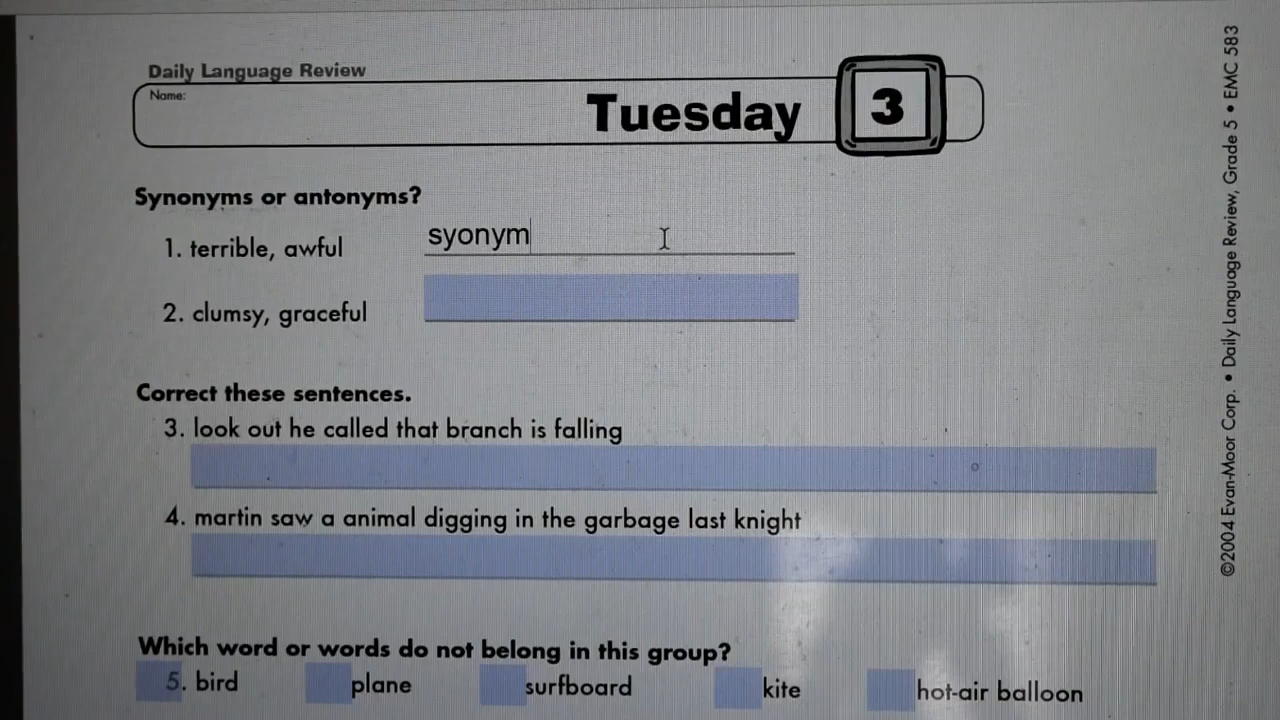 Daily Language Review
Name:
Tuesday 3
Synonyms or antonyms?
1. terrible, awful syonym
2. clumsy, graceful
Correct these sentences.
3. look out he called that branch is falling
4. martin saw a animal digging in the garbage last knight
Which word or words do not belong in this group?
5. bird plane surfboard kite hot-air balloon
©2004 Evan-Moor Corp. • Daily Language Review, Grade 5 • EMC 583